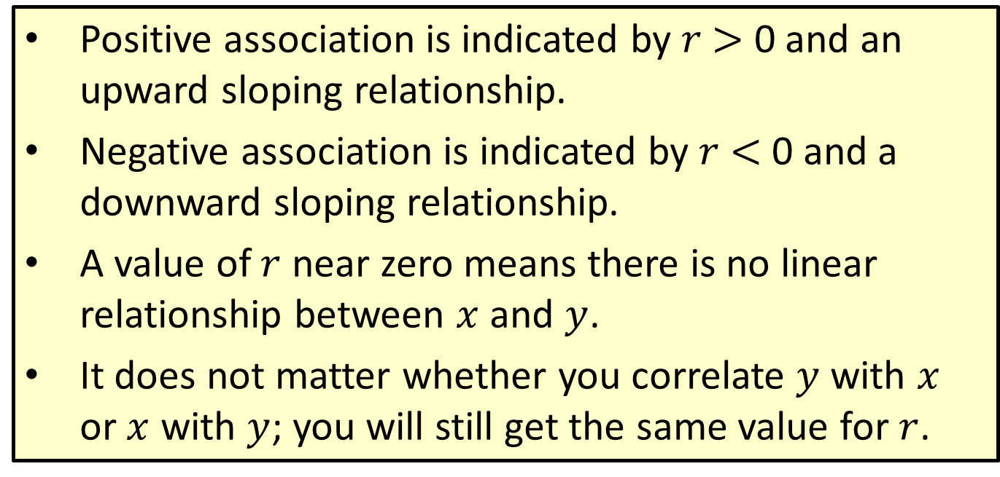 • Positive association is indicated by r > 0 and an
upward sloping relationship.
• Negative association is indicated by r < 0 and a
downward sloping relationship.
• A value of r near zero means there is no linear
relationship between x and y.
• It does not matter whether you correlate y with x
or x with y; you will still get the same value for r.